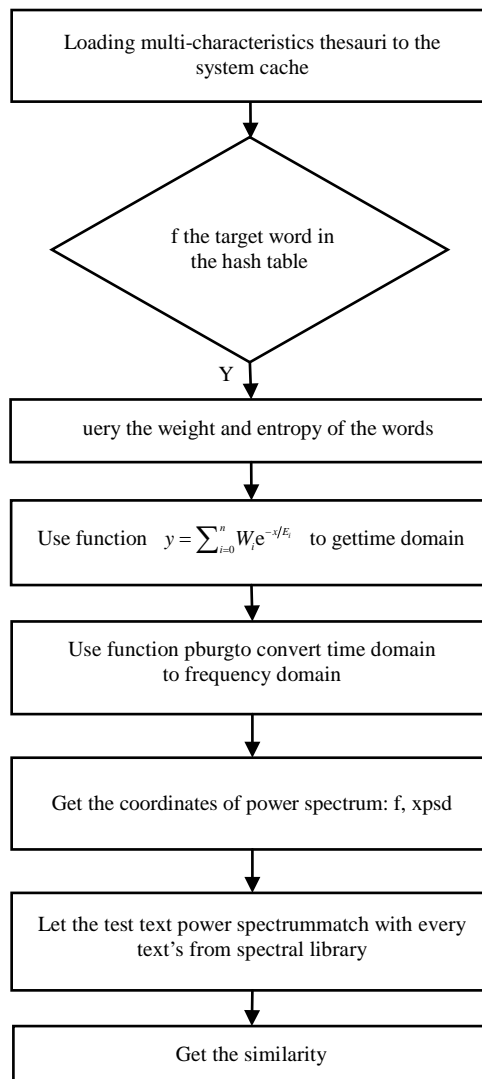 Loading multi-characteristics thesauri to the
system cache
f the target word in
the hash table
Y
uery the weight and entropy of the words
Use function $y = \sum_{i=0}^{n} W_i e^{-x/E_i}$ to gettime domain
Use function pburgto convert time domain
to frequency domain
Get the coordinates of power spectrum: f, xpsd
Let the test text power spectrummatch with every
text's from spectral library
Get the similarity